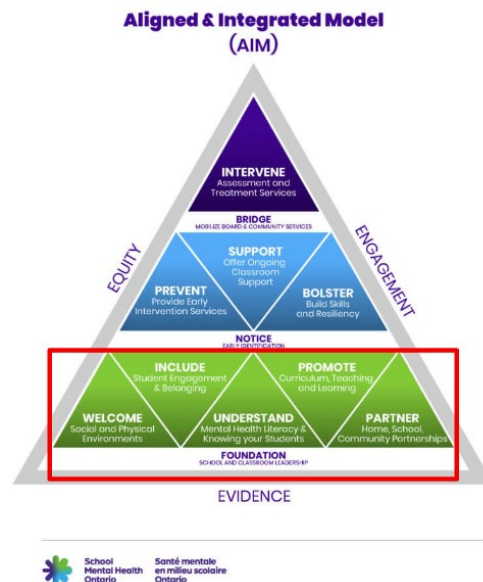 Aligned & Integrated Model
(AIM)
INTERVENE
Assessment and
Treatment Services
BRIDGE
MOBILIZE BOARD & COMMUNITY SERVICES
EQUITY
ENGAGEMENT
SUPPORT
Offer Ongoing
Classroom
Support
PREVENT
Provide Early
Intervention Services
BOLSTER
Build Skills
and Resiliency
NOTICE
EARLY IDENTIFICATION
INCLUDE
Student Engagement
& Belonging
PROMOTE
Curriculum, Teaching
and Learning
WELCOME
Social and Physical
Environments
UNDERSTAND
Mental Health Literacy &
Knowing your Students
PARTNER
Home, School,
Community Partnerships
FOUNDATION
SCHOOL AND CLASSROOM LEADERSHIP
EVIDENCE
School
Mental Health
Ontario
Santé mentale
en milieu scolaire
Ontario